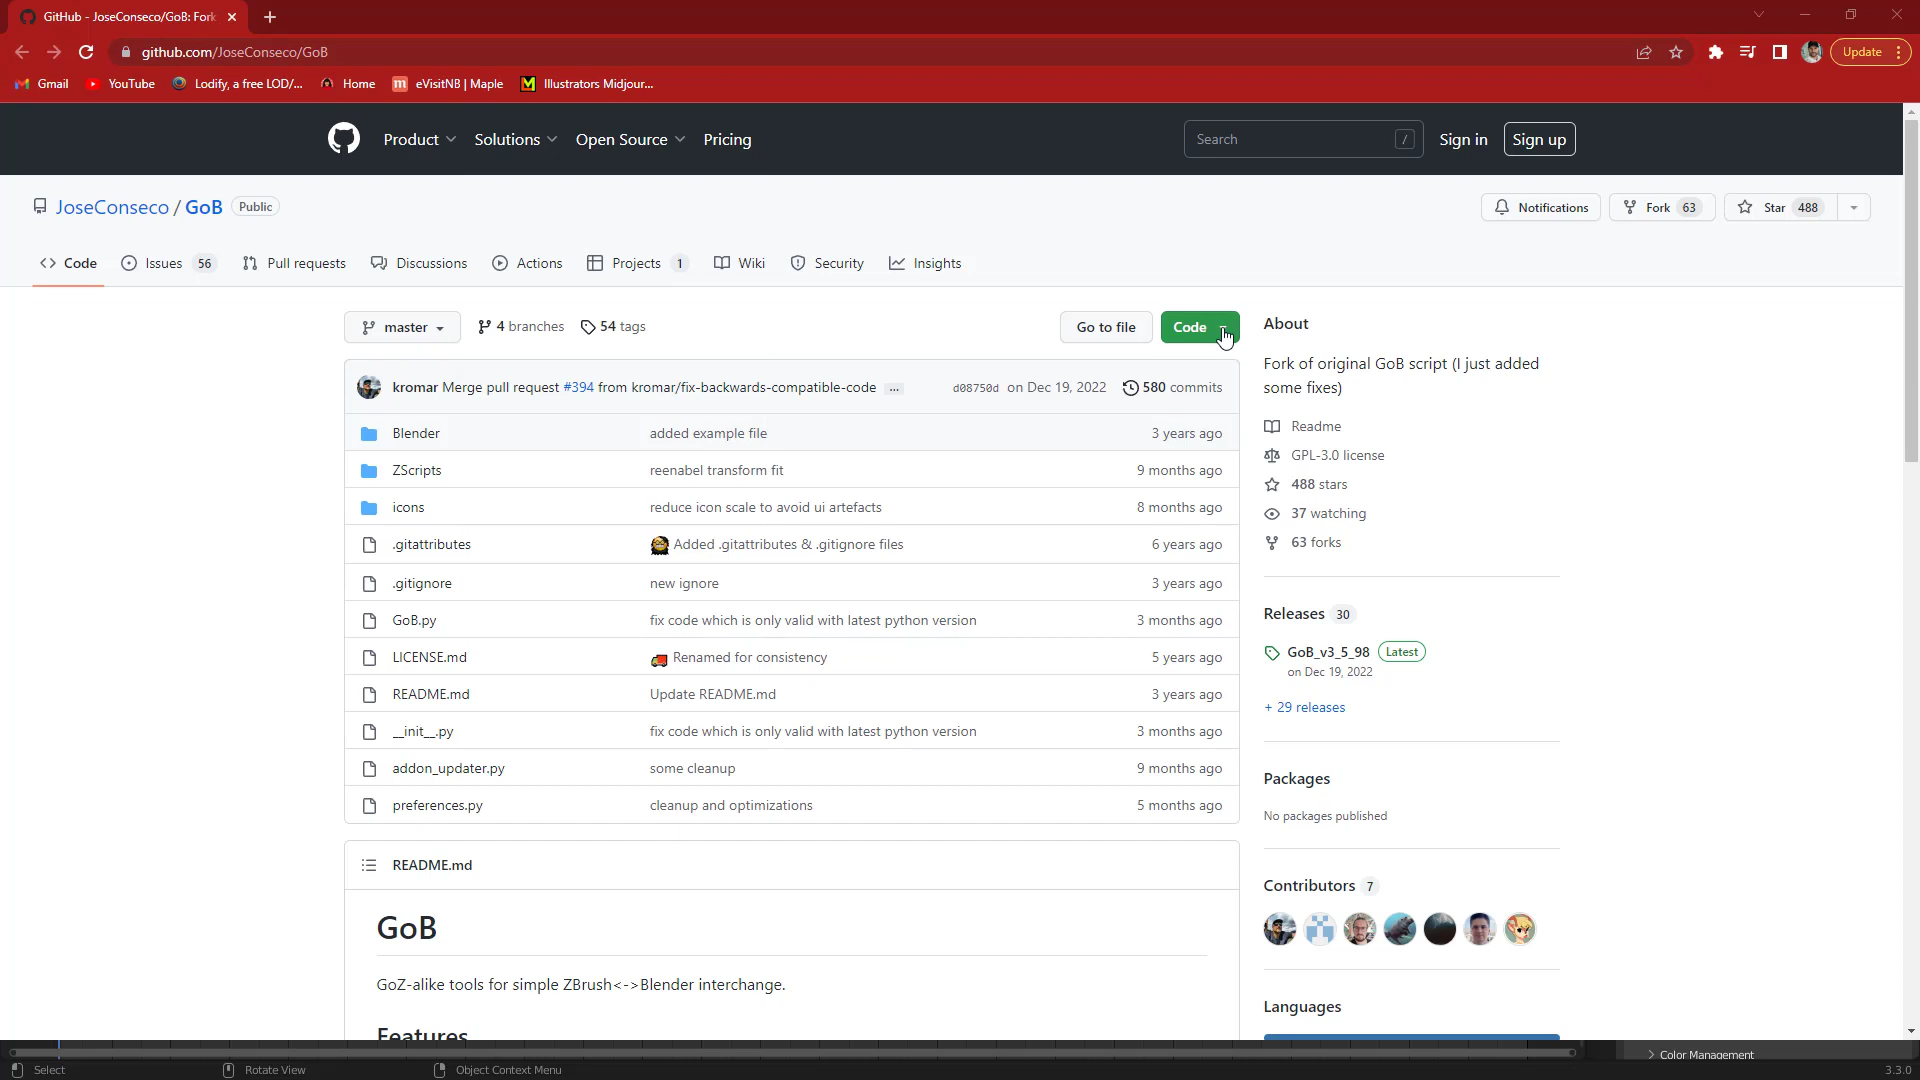 GitHub - JoseConseco/GoB: Fork
github.com/JoseConseco/GoB
Update
Gmail YouTube Lodify, a free LOD/... Home eVisitNB | Maple Illustrators Midjour...
Product Solutions Open Source Pricing Search / Sign in Sign up
JoseConseco / GoB Public Notifications Fork 63 Star 488
Code Issues 56 Pull requests Discussions Actions Projects 1 Wiki Security Insights
master 4 branches 54 tags Go to file Code
kromar Merge pull request #394 from kromar/fix-backwards-compatible-code ... d08750d on Dec 19, 2022 580 commits
Blender added example file 3 years ago
ZScripts reenabel transform fit 9 months ago
icons reduce icon scale to avoid ui artefacts 8 months ago
.gitattributes Added .gitattributes & .gitignore files 6 years ago
.gitignore new ignore 3 years ago
GoB.py fix code which is only valid with latest python version 3 months ago
LICENSE.md Renamed for consistency 5 years ago
README.md Update README.md 3 years ago
__init__.py fix code which is only valid with latest python version 3 months ago
addon_updater.py some cleanup 9 months ago
preferences.py cleanup and optimizations 5 months ago
README.md
GoB
GoZ-alike tools for simple ZBrush<->Blender interchange.
Features
About
Fork of original GoB script (I just added
some fixes)
Readme
GPL-3.0 license
488 stars
37 watching
63 forks
Releases 30
GoB_v3_5_98 Latest
on Dec 19, 2022
+ 29 releases
Packages
No packages published
Contributors 7
Languages
Color Management
Select Rotate View Object Context Menu 3.3.0